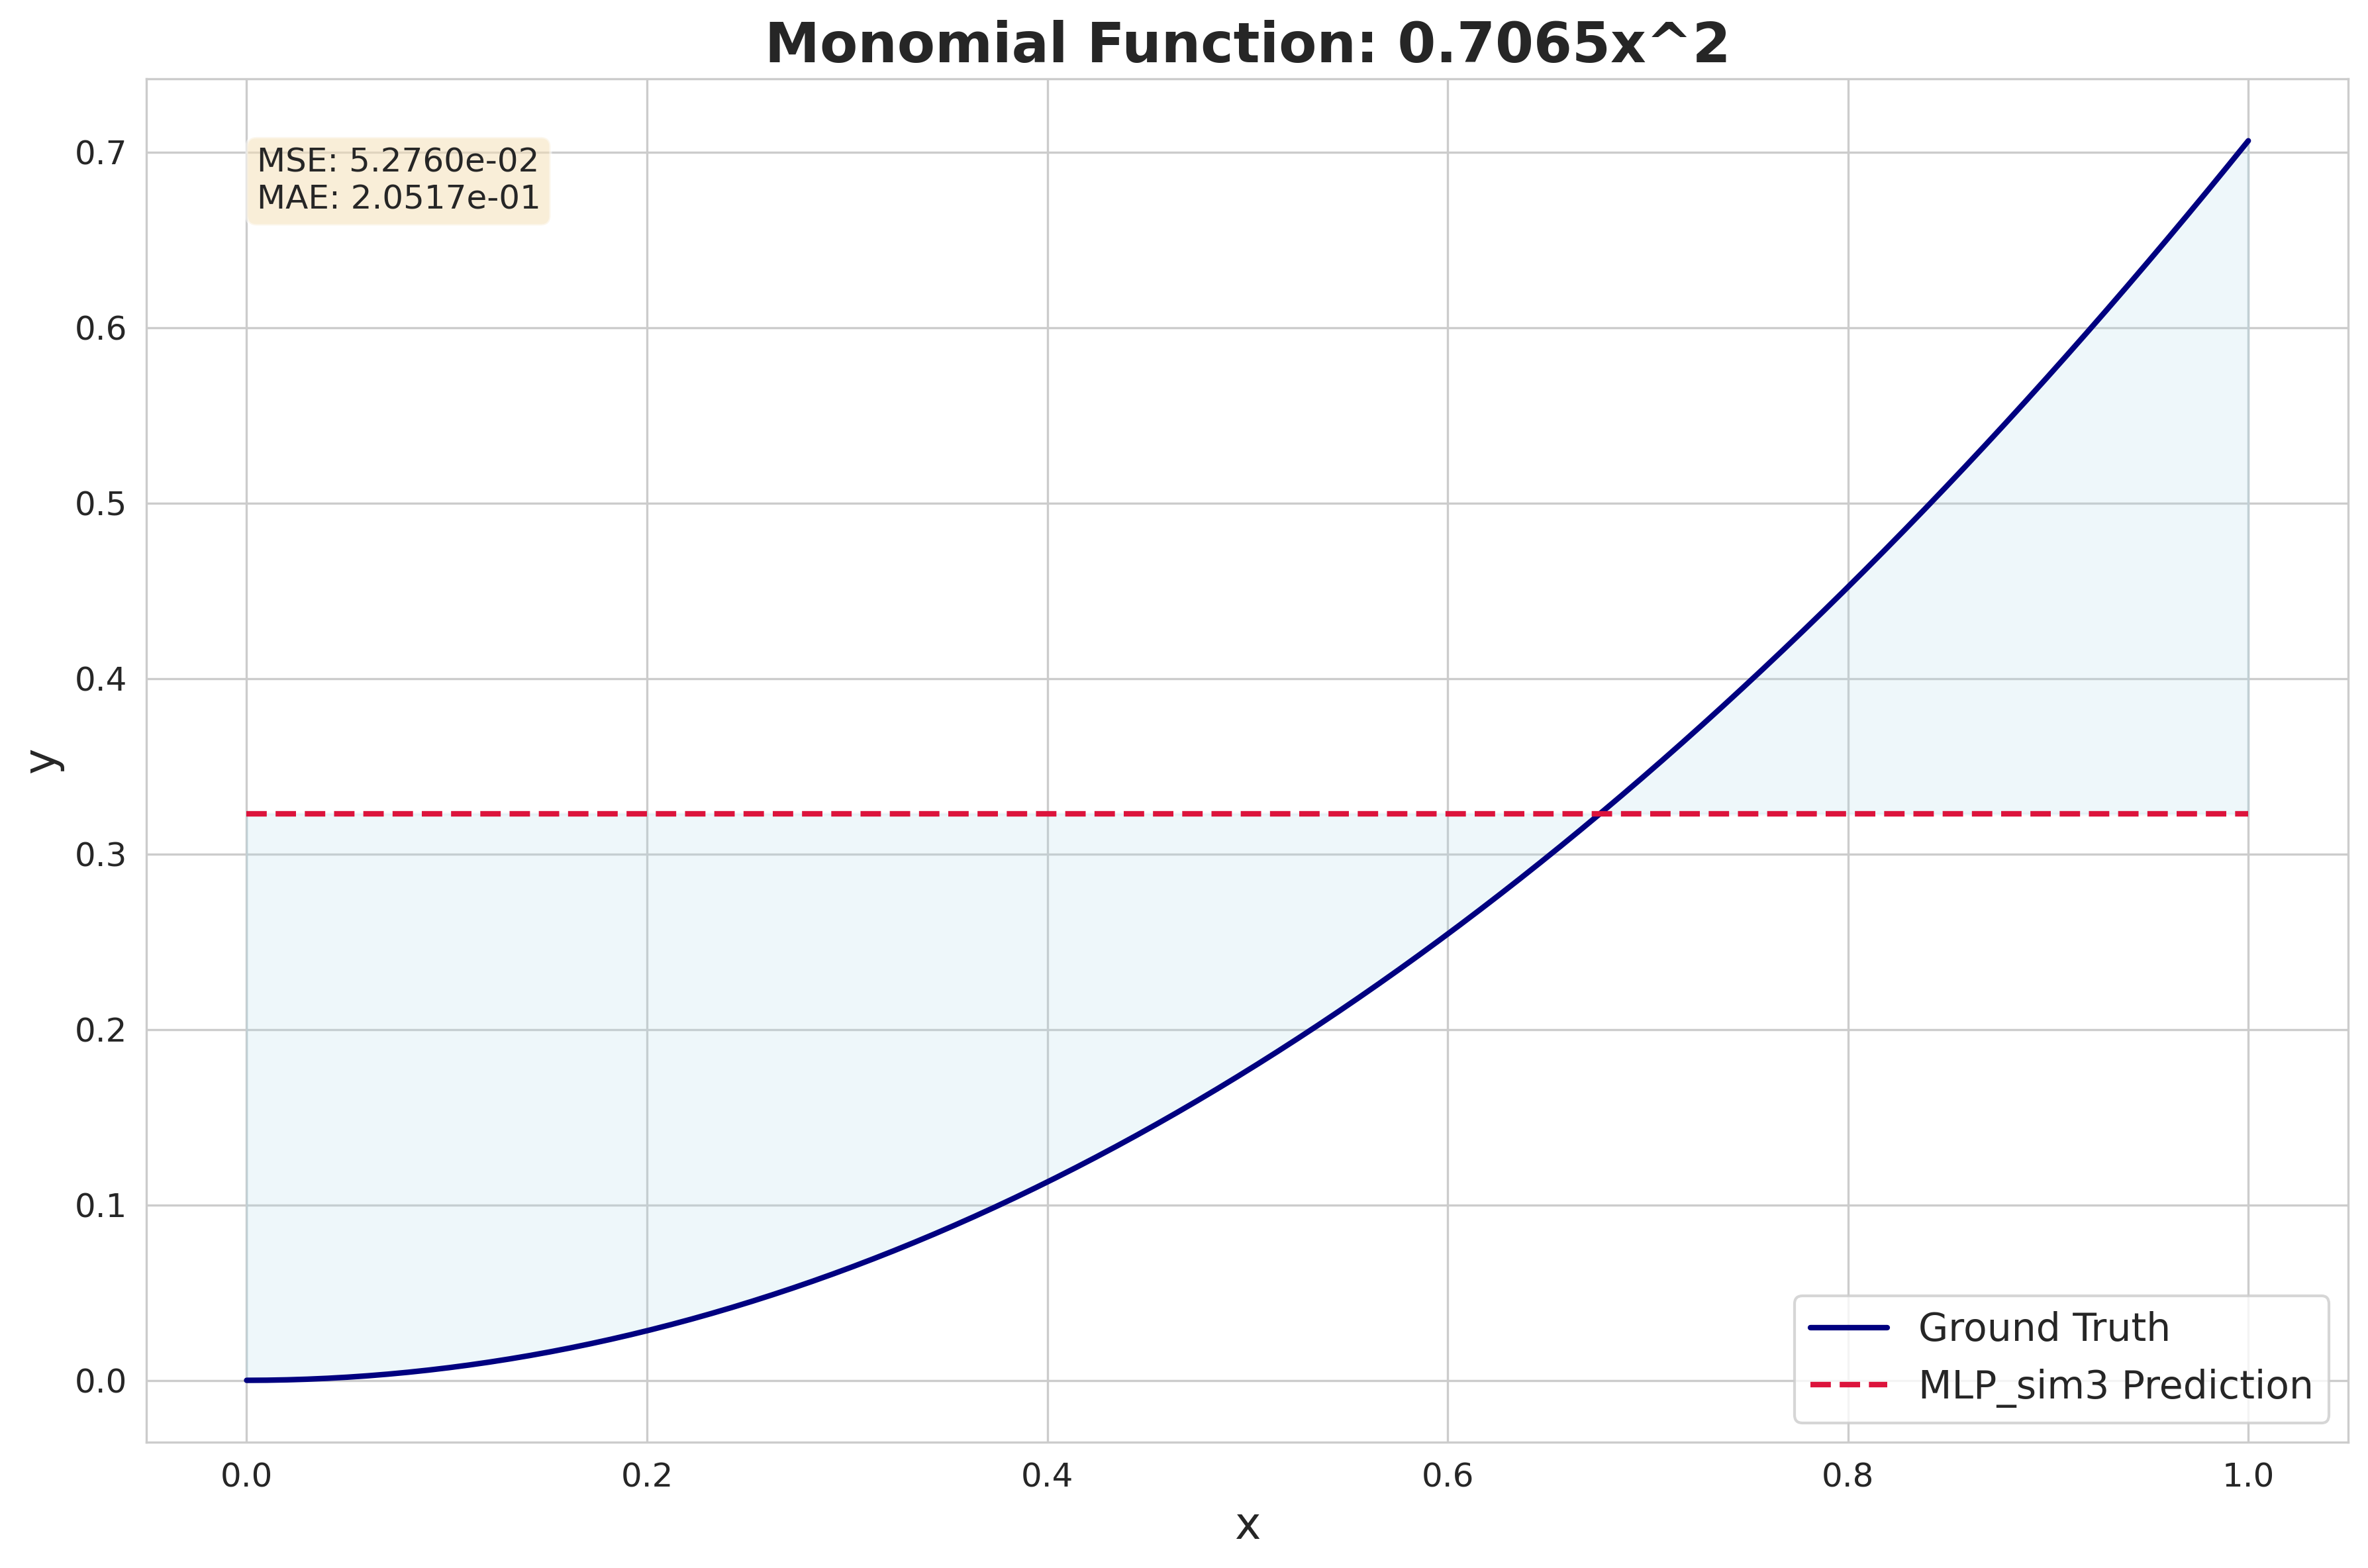 Monomial Function: 0.7065x^2
MSE: 5.2760e-02
MAE: 2.0517e-01
0.7
0.6
0.5
0.4
0.3
0.2
0.1
0.0
y
Ground Truth
MLP_sim3 Prediction
0.0 0.2 0.4 0.6 0.8 1.0
x